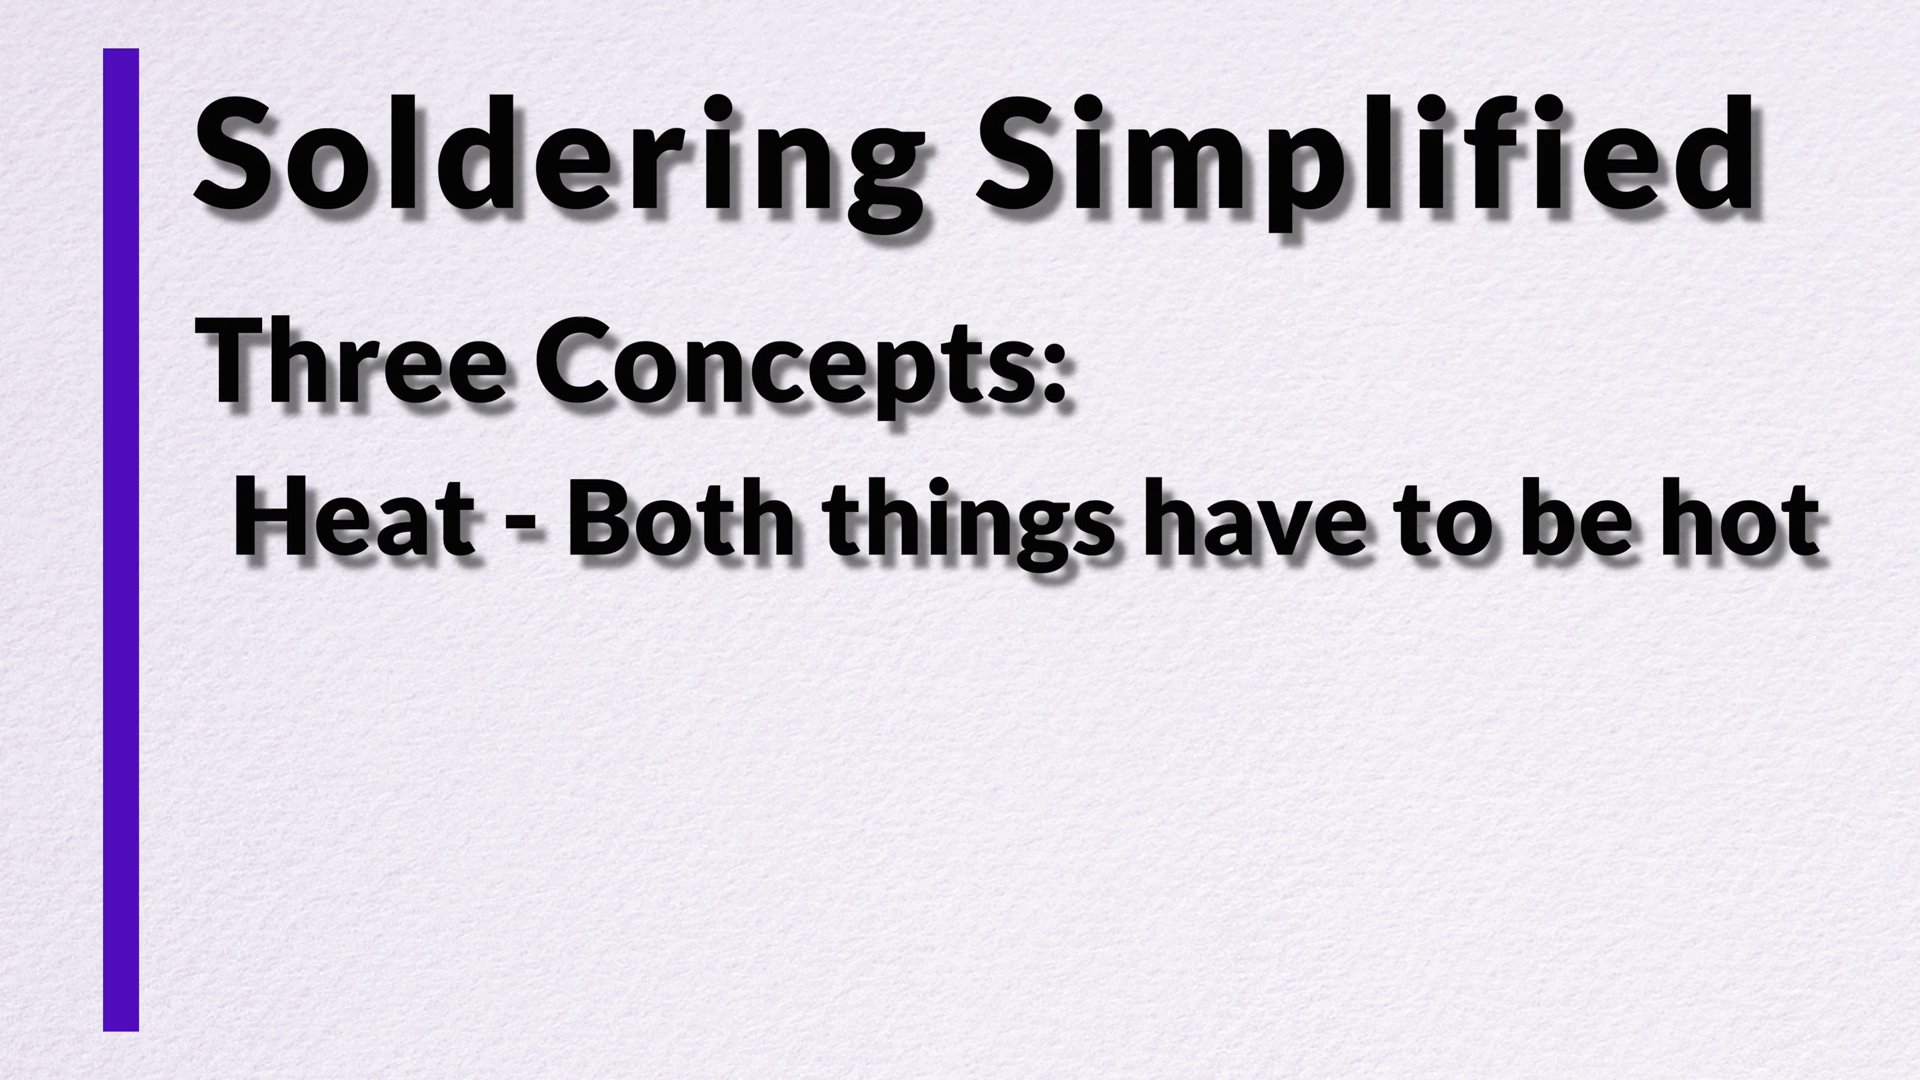 Soldering Simplified
Three Concepts:
Heat - Both things have to be hot